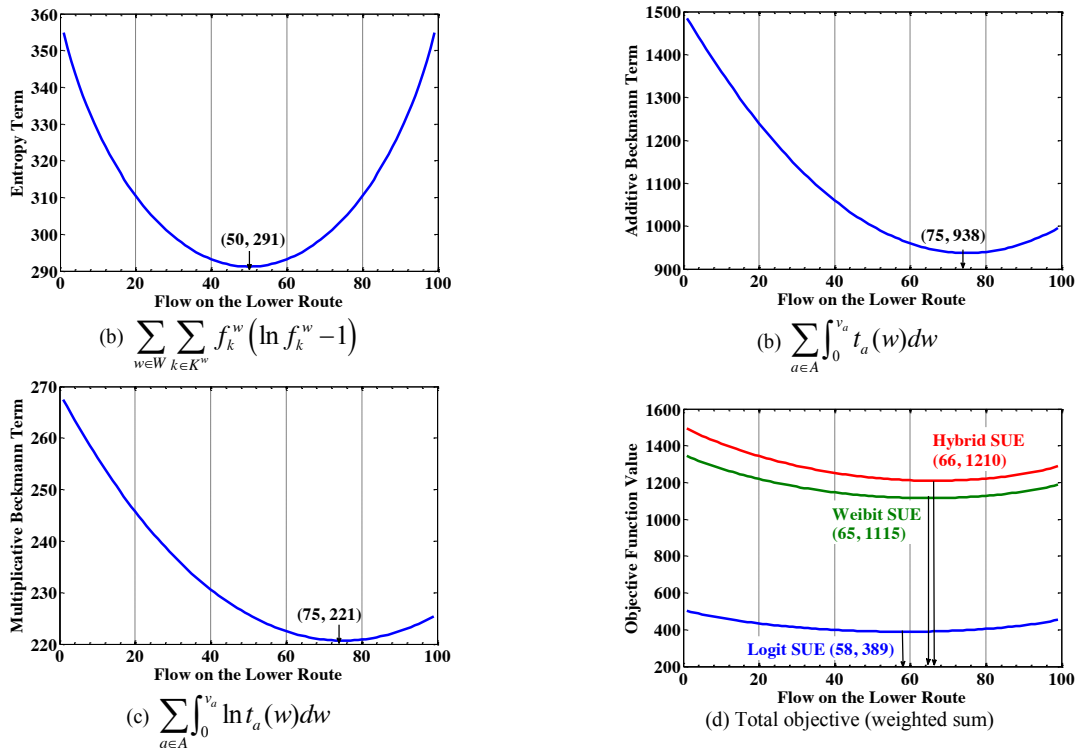 360
350
340
330
320
310
300
290
Entropy Term
(50, 291)
0 20 40 60 80 100
Flow on the Lower Route
(b) \sum_{w∈W} \sum_{k∈K^w} f_k^w (ln f_k^w −1)
1500
1400
1300
1200
1100
1000
900
Additive Beckmann Term
(75, 938)
0 20 40 60 80 100
Flow on the Lower Route
(b) \sum_{a∈A} \int_0^{v_a} t_a(w)dw
270
260
250
240
230
220
Multiplicative Beckmann Term
(75, 221)
0 20 40 60 80 100
Flow on the Lower Route
(c) \sum_{a∈A} \int_0^{v_a} ln t_a(w)dw
1600
1400
1200
1000
800
600
400
200
Objective Function Value
Hybrid SUE
(66, 1210)
Weibit SUE
(65, 1115)
Logit SUE (58, 389)
0 20 40 60 80 100
Flow on the Lower Route
(d) Total objective (weighted sum)